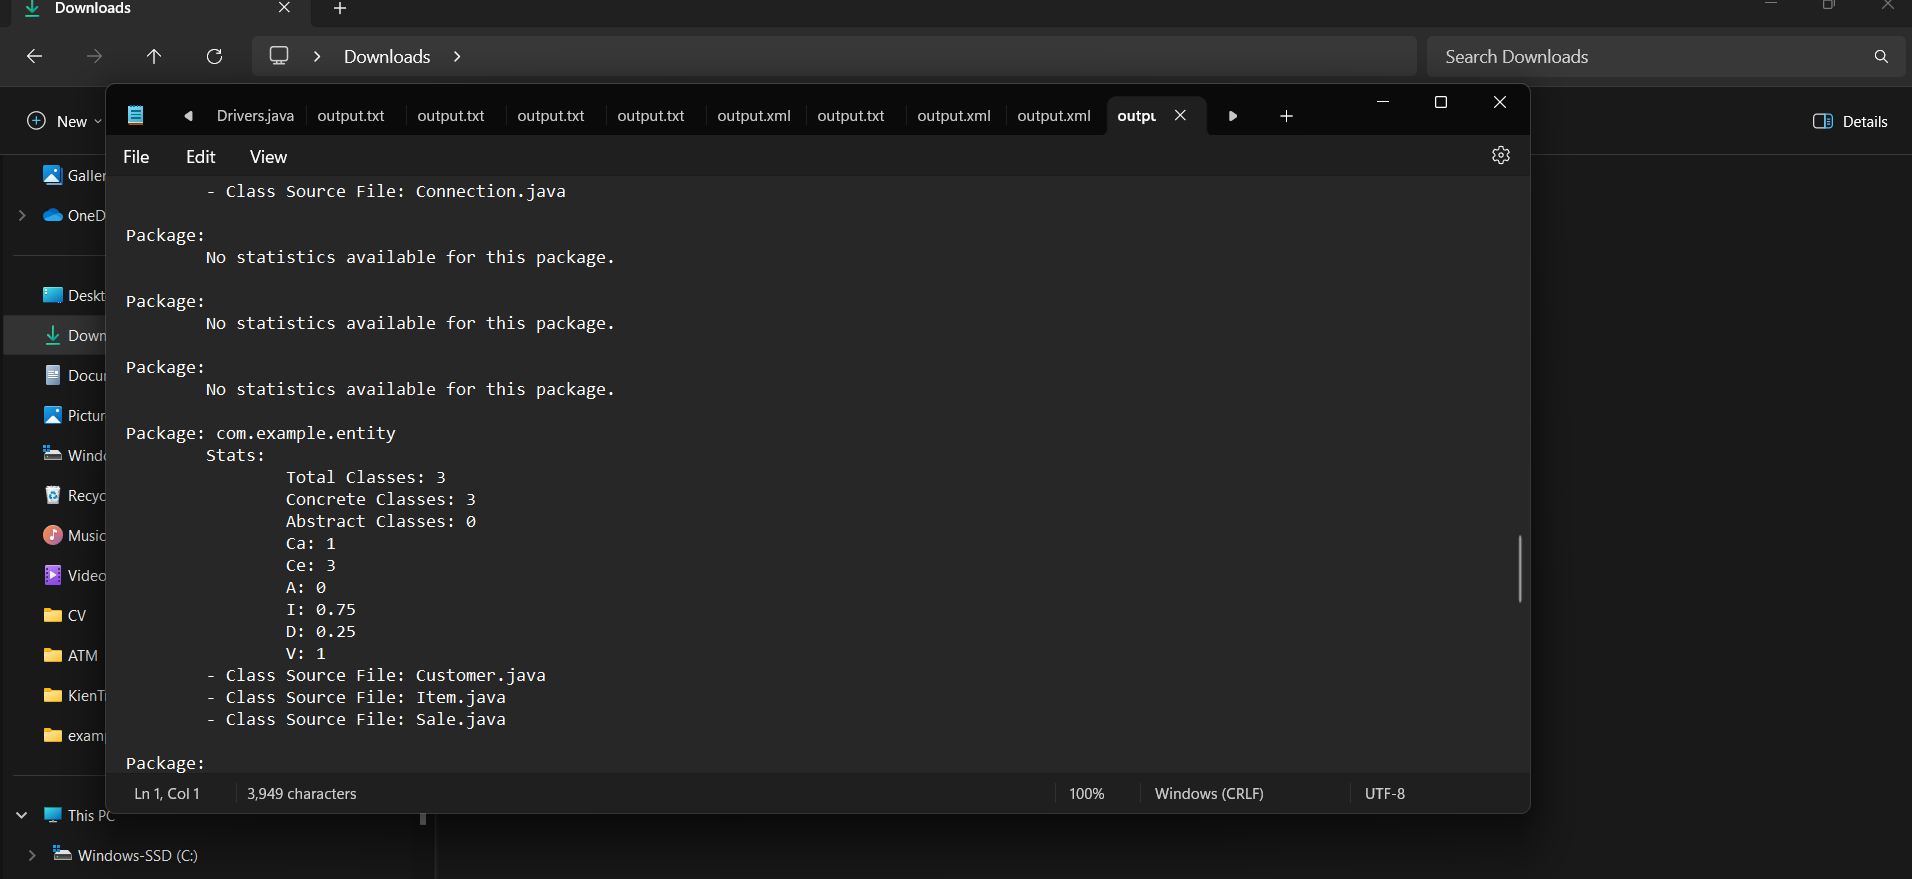 Downloads
Downloads
Search Downloads
New
Details
Drivers.java
output.txt
output.txt
output.txt
output.txt
output.xml
output.txt
output.xml
output.xml
outpu
File
Edit
View
- Class Source File: Connection.java
Package:
No statistics available for this package.
Package:
No statistics available for this package.
Package:
No statistics available for this package.
Package: com.example.entity
Stats:
Total Classes: 3
Concrete Classes: 3
Abstract Classes: 0
Ca: 1
Ce: 3
A: 0
I: 0.75
D: 0.25
V: 1
- Class Source File: Customer.java
- Class Source File: Item.java
- Class Source File: Sale.java
Package:
Ln 1, Col 1
3,949 characters
100%
Windows (CRLF)
UTF-8
Galler
OneD
Deskt
Down
Docu
Pictur
Windo
Recyc
Music
Video
CV
ATM
KienT
exam
This PC
Windows-SSD (C:)